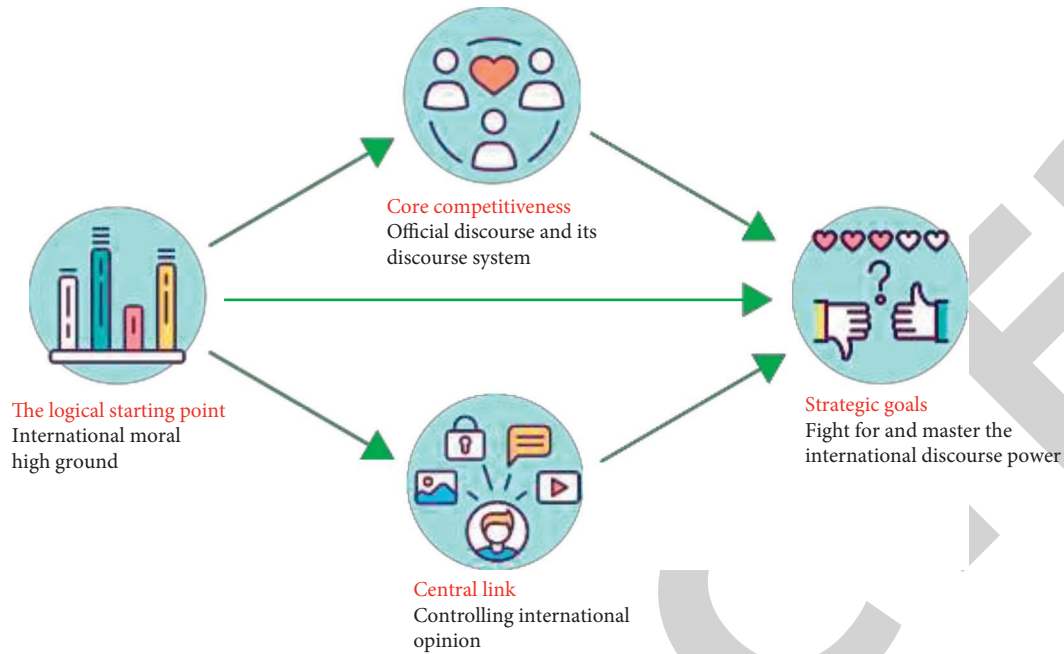 Core competitiveness
Official discourse and its
discourse system
The logical starting point
International moral
high ground
Strategic goals
Fight for and master the
international discourse power
Central link
Controlling international
opinion